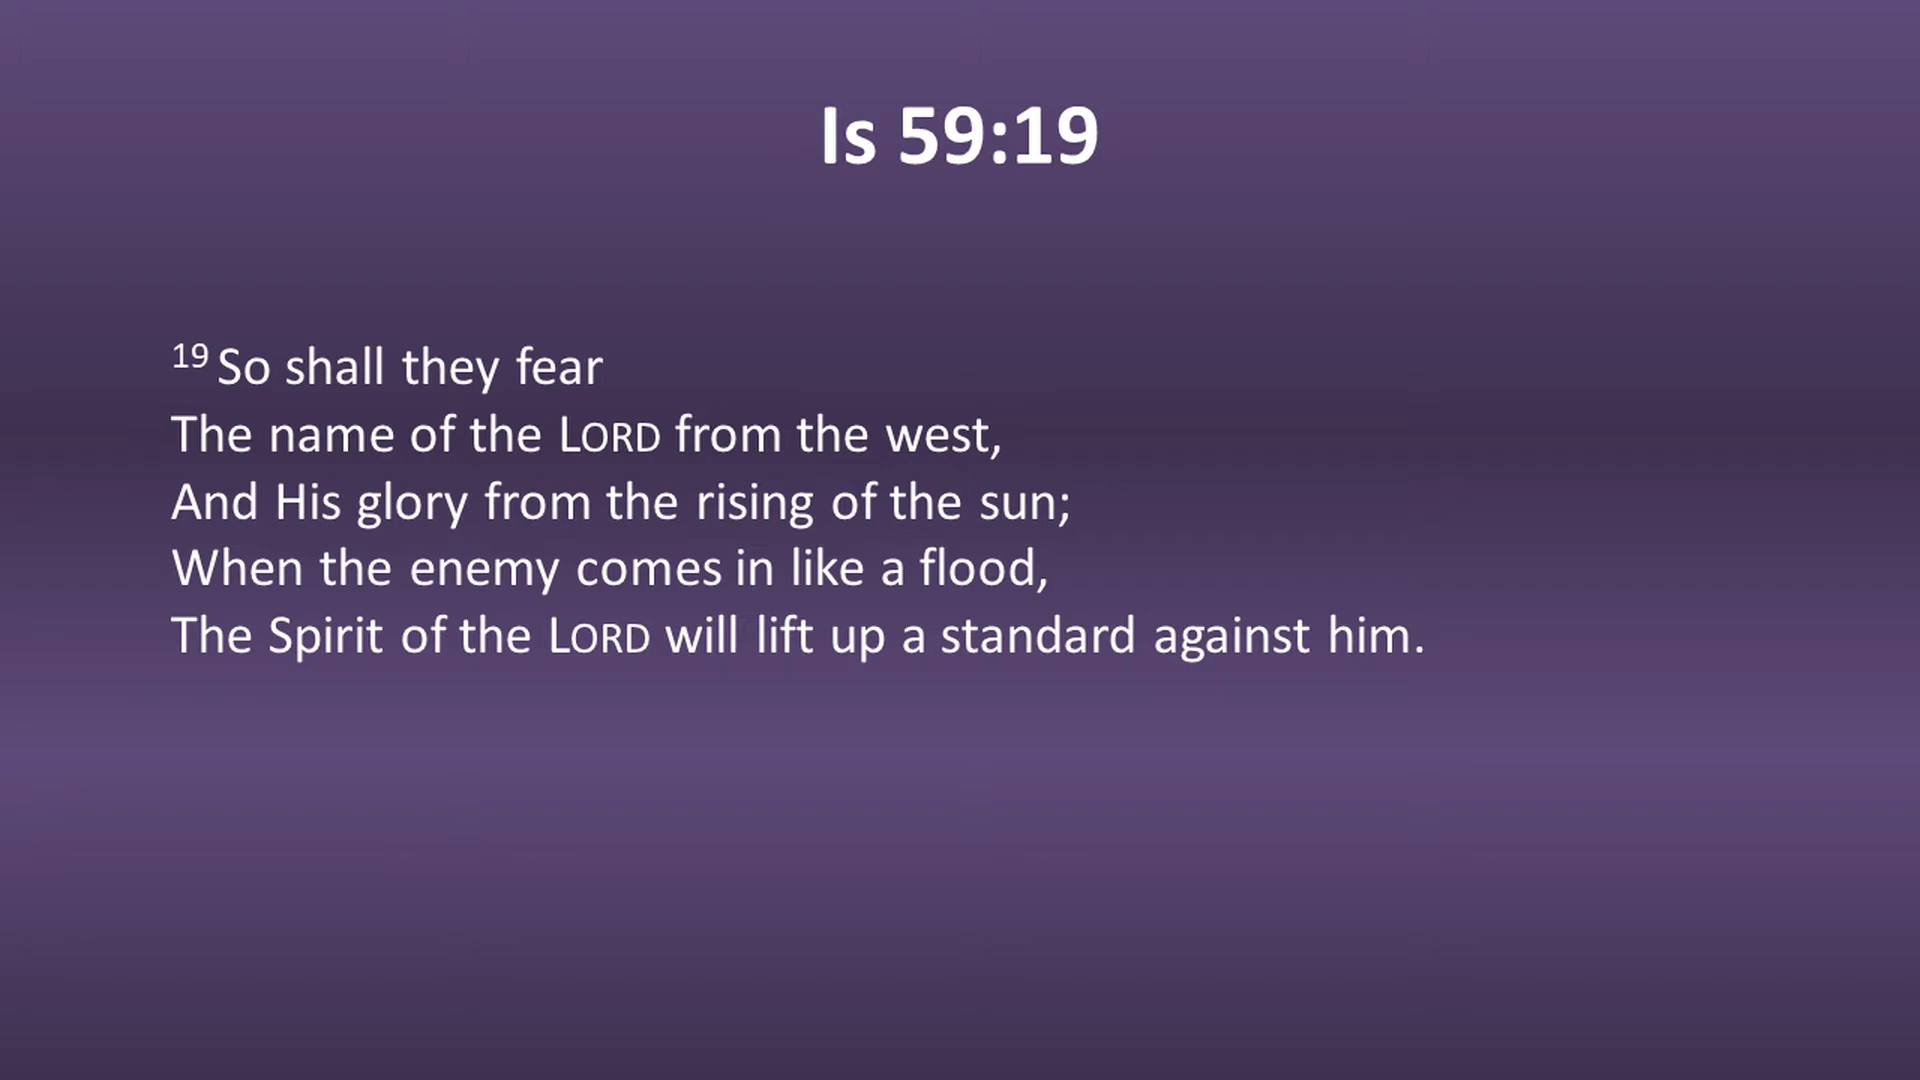 Is 59:19
19 So shall they fear
The name of the LORD from the west,
And His glory from the rising of the sun;
When the enemy comes in like a flood,
The Spirit of the LORD will lift up a standard against him.